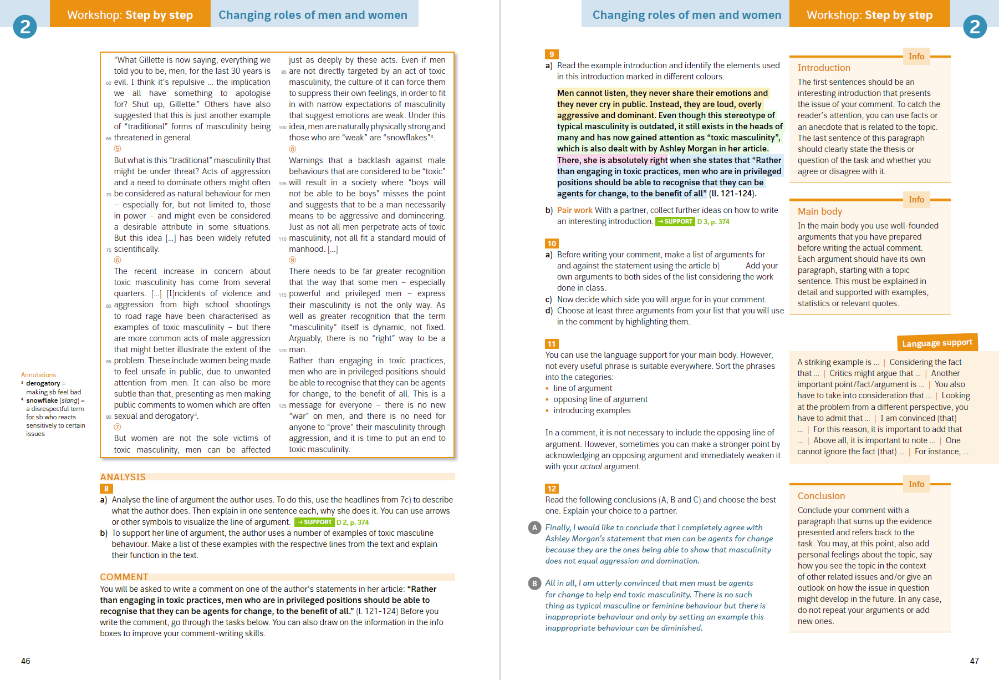 2
Workshop: Step by step
Changing roles of men and women
“What Gillette is now saying, everything we
told you to be, men, for the last 30 years is
60 evil. I think it’s repulsive ... the implication
we all have something to apologise
for? Shut up, Gillette.” Others have also
suggested that this is just another example
of “traditional” forms of masculinity being
65 threatened in general.
⑤
But what is this “traditional” masculinity that
might be under threat? Acts of aggression
and a need to dominate others might often
70 be considered as natural behaviour for men
– especially for, but not limited to, those
in power – and might even be considered
a desirable attribute in some situations.
But this idea [...] has been widely refuted
75 scientifically.
⑥
The recent increase in concern about
toxic masculinity has come from several
quarters. [...] [I]ncidents of violence and
80 aggression from high school shootings
to road rage have been characterised as
examples of toxic masculinity – but there
are more common acts of male aggression
that might better illustrate the extent of the
85 problem. These include women being made
to feel unsafe in public, due to unwanted
attention from men. It can also be more
subtle than that, presenting as men making
public comments to women which are often
90 sexual and derogatory³.
⑦
But women are not the sole victims of
toxic masculinity, men can be affected
just as deeply by these acts. Even if men
95 are not directly targeted by an act of toxic
masculinity, the culture of it can force them
to suppress their own feelings, in order to fit
in with narrow expectations of masculinity
that suggest emotions are weak. Under this
100 idea, men are naturally physically strong and
those who are “weak” are “snowflakes”⁴.
⑧
Warnings that a backlash against male
behaviours that are considered to be “toxic”
105 will result in a society where “boys will
not be able to be boys” misses the point
and suggests that to be a man necessarily
means to be aggressive and domineering.
Just as not all men perpetrate acts of toxic
110 masculinity, not all fit a standard mould of
manhood. [...]
⑨
There needs to be far greater recognition
that the way that some men – especially
115 powerful and privileged men – express
their masculinity is not the only way. As
well as greater recognition that the term
“masculinity” itself is dynamic, not fixed.
Arguably, there is no “right” way to be a
120 man.
Rather than engaging in toxic practices,
men who are in privileged positions should
be able to recognise that they can be agents
for change, to the benefit of all. This is a
125 message for everyone – there is no new
“war” on men, and there is no need for
anyone to “prove” their masculinity through
aggression, and it is time to put an end to
toxic masculinity.
Annotations
³ derogatory =
making sb feel bad
⁴ snowflake (slang) =
a disrespectful term
for sb who reacts
sensitively to certain
issues
ANALYSIS
8
a) Analyse the line of argument the author uses. To do this, use the headlines from 7c) to describe
what the author does. Then explain in one sentence each, why she does it. You can use arrows
or other symbols to visualize the line of argument. → SUPPORT D 2, p. 374
b) To support her line of argument, the author uses a number of examples of toxic masculine
behaviour. Make a list of these examples with the respective lines from the text and explain
their function in the text.
COMMENT
You will be asked to write a comment on one of the author’s statements in her article: “Rather
than engaging in toxic practices, men who are in privileged positions should be able to
recognise that they can be agents for change, to the benefit of all.” (l. 121-124) Before you
write the comment, go through the tasks below. You can also draw on the information in the info
boxes to improve your comment-writing skills.
46
Changing roles of men and women
Workshop: Step by step
2
9
a) Read the example introduction and identify the elements used
in this introduction marked in different colours.
Men cannot listen, they never share their emotions and
they never cry in public. Instead, they are loud, overly
aggressive and dominant. Even though this stereotype of
typical masculinity is outdated, it still exists in the heads of
many and has now gained attention as “toxic masculinity”,
which is also dealt with by Ashley Morgan in her article.
There, she is absolutely right when she states that “Rather
than engaging in toxic practices, men who are in privileged
positions should be able to recognise that they can be
agents for change, to the benefit of all” (ll. 121-124).
b) Pair work With a partner, collect further ideas on how to write
an interesting introduction. → SUPPORT D 3, p. 374
10
a) Before writing your comment, make a list of arguments for
and against the statement using the article b) Add your
own arguments to both sides of the list considering the work
done in class.
c) Now decide which side you will argue for in your comment.
d) Choose at least three arguments from your list that you will use
in the comment by highlighting them.
11
You can use the language support for your main body. However,
not every useful phrase is suitable everywhere. Sort the phrases
into the categories:
• line of argument
• opposing line of argument
• introducing examples
In a comment, it is not necessary to include the opposing line of
argument. However, sometimes you can make a stronger point by
acknowledging an opposing argument and immediately weaken it
with your actual argument.
12
Read the following conclusions (A, B and C) and choose the best
one. Explain your choice to a partner.
A Finally, I would like to conclude that I completely agree with
Ashley Morgan’s statement that men can be agents for change
because they are the ones being able to show that masculinity
does not equal aggression and domination.
B All in all, I am utterly convinced that men must be agents
for change to help end toxic masculinity. There is no such
thing as typical masculine or feminine behaviour but there is
inappropriate behaviour and only by setting an example this
inappropriate behaviour can be diminished.
Info
Introduction
The first sentences should be an
interesting introduction that presents
the issue of your comment. To catch the
reader’s attention, you can use facts or
an anecdote that is related to the topic.
The last sentence of this paragraph
should clearly state the thesis or
question of the task and whether you
agree or disagree with it.
Info
Main body
In the main body you use well-founded
arguments that you have prepared
before writing the actual comment.
Each argument should have its own
paragraph, starting with a topic
sentence. This must be explained in
detail and supported with examples,
statistics or relevant quotes.
Language support
A striking example is ... | Considering the fact
that ... | Critics might argue that ... | Another
important point/fact/argument is ... | You also
have to take into consideration that ... | Looking
at the problem from a different perspective, you
have to admit that ... | I am convinced (that)
... | For this reason, it is important to add that
... | Above all, it is important to note ... | One
cannot ignore the fact (that) ... | For instance, ...
Info
Conclusion
Conclude your comment with a
paragraph that sums up the evidence
presented and refers back to the
task. You may, at this point, also add
personal feelings about the topic, say
how you see the topic in the context
of other related issues and/or give an
outlook on how the issue in question
might develop in the future. In any case,
do not repeat your arguments or add
new ones.
47